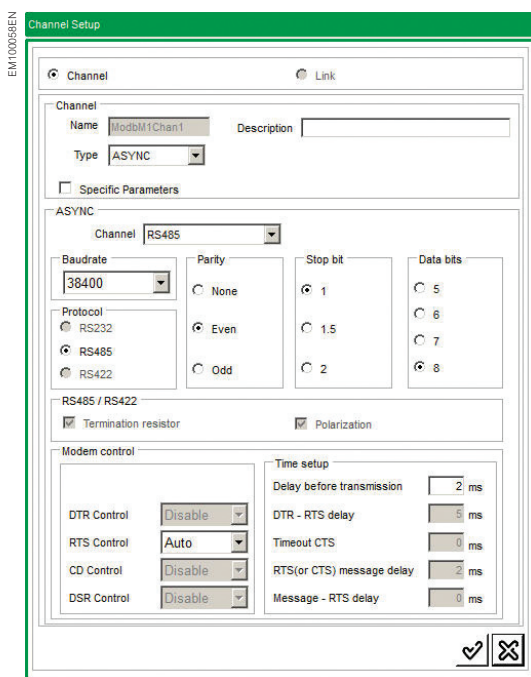 EM100058EN
Channel Setup
Channel
Link
Channel
Name ModbM1Chan1 Description
Type ASYNC
Specific Parameters
ASYNC
Channel RS485
Baudrate
38400
Protocol
RS232
RS485
RS422
Parity
None
Even
Odd
Stop bit
1
1.5
2
Data bits
5
6
7
8
RS485 / RS422
Termination resistor
Polarization
Modem control
DTR Control Disable
RTS Control Auto
CD Control Disable
DSR Control Disable
Time setup
Delay before transmission 2 ms
DTR - RTS delay 5 ms
Timeout CTS 0 ms
RTS(or CTS) message delay 2 ms
Message - RTS delay 0 ms